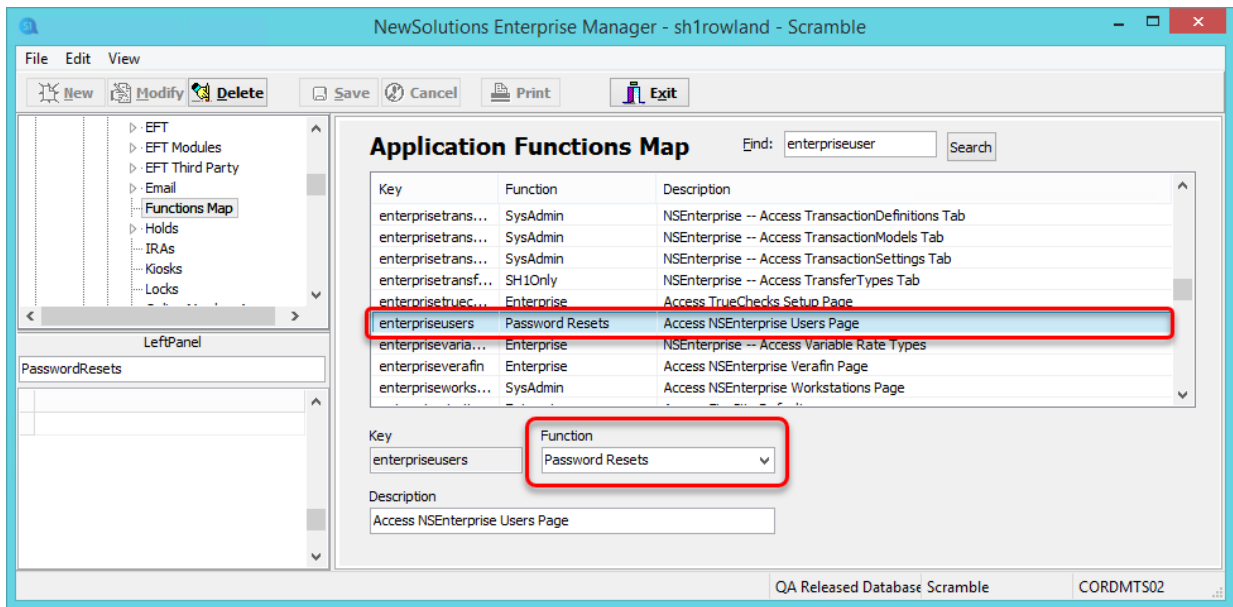 NewSolutions Enterprise Manager - sh1rowland - Scramble
File Edit View
New Modify Delete Save Cancel Print Exit
EFT
EFT Modules
EFT Third Party
Email
Functions Map
Holds
IRAs
Kiosks
Locks
LeftPanel
PasswordResets
Application Functions Map Find: enterpriseuser Search
Key Function Description
enterprisetrans... SysAdmin NSEnterprise -- Access TransactionDefinitions Tab
enterprisetrans... SysAdmin NSEnterprise -- Access TransactionModels Tab
enterprisetrans... SysAdmin NSEnterprise -- Access TransactionSettings Tab
enterprisetransf... SH1Only NSEnterprise -- Access TransferTypes Tab
enterprisetruec... Enterprise Access TrueChecks Setup Page
enterpriseusers Password Resets Access NSEnterprise Users Page
enterprisevaria... Enterprise NSEnterprise -- Access Variable Rate Types
enterpriseverafin Enterprise Access NSEnterprise Verafin Page
enterpriseworks... SysAdmin Access NSEnterprise Workstations Page
Key Function
enterpriseusers Password Resets
Description
Access NSEnterprise Users Page
QA Released Database Scramble CORDMTS02